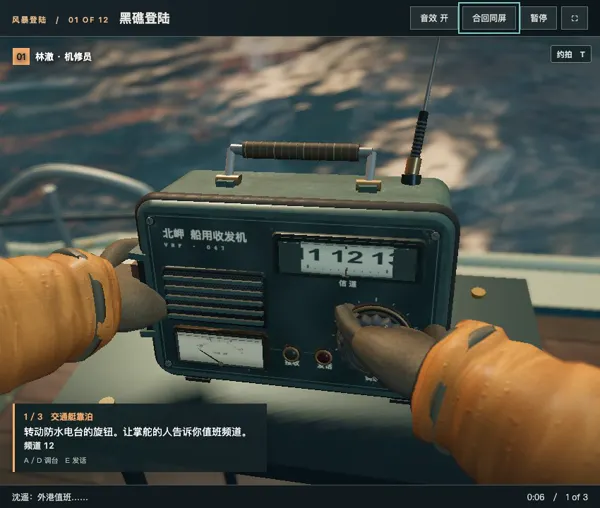 风暴登陆 / 01 OF 12 黑礁登陆
音效 开 合回同屏 暂停
01 林澈 · 机修员
约拍 T
北岬 船用收发机
VHF · 067
11 12 13
信道
1 / 3 交通艇靠泊
转动防水电台的旋钮。让掌舵的人告诉你值班频道。
频道 12
A / D 调台 E 发话
沈遥：外港值班……
0:06 / 1 of 3